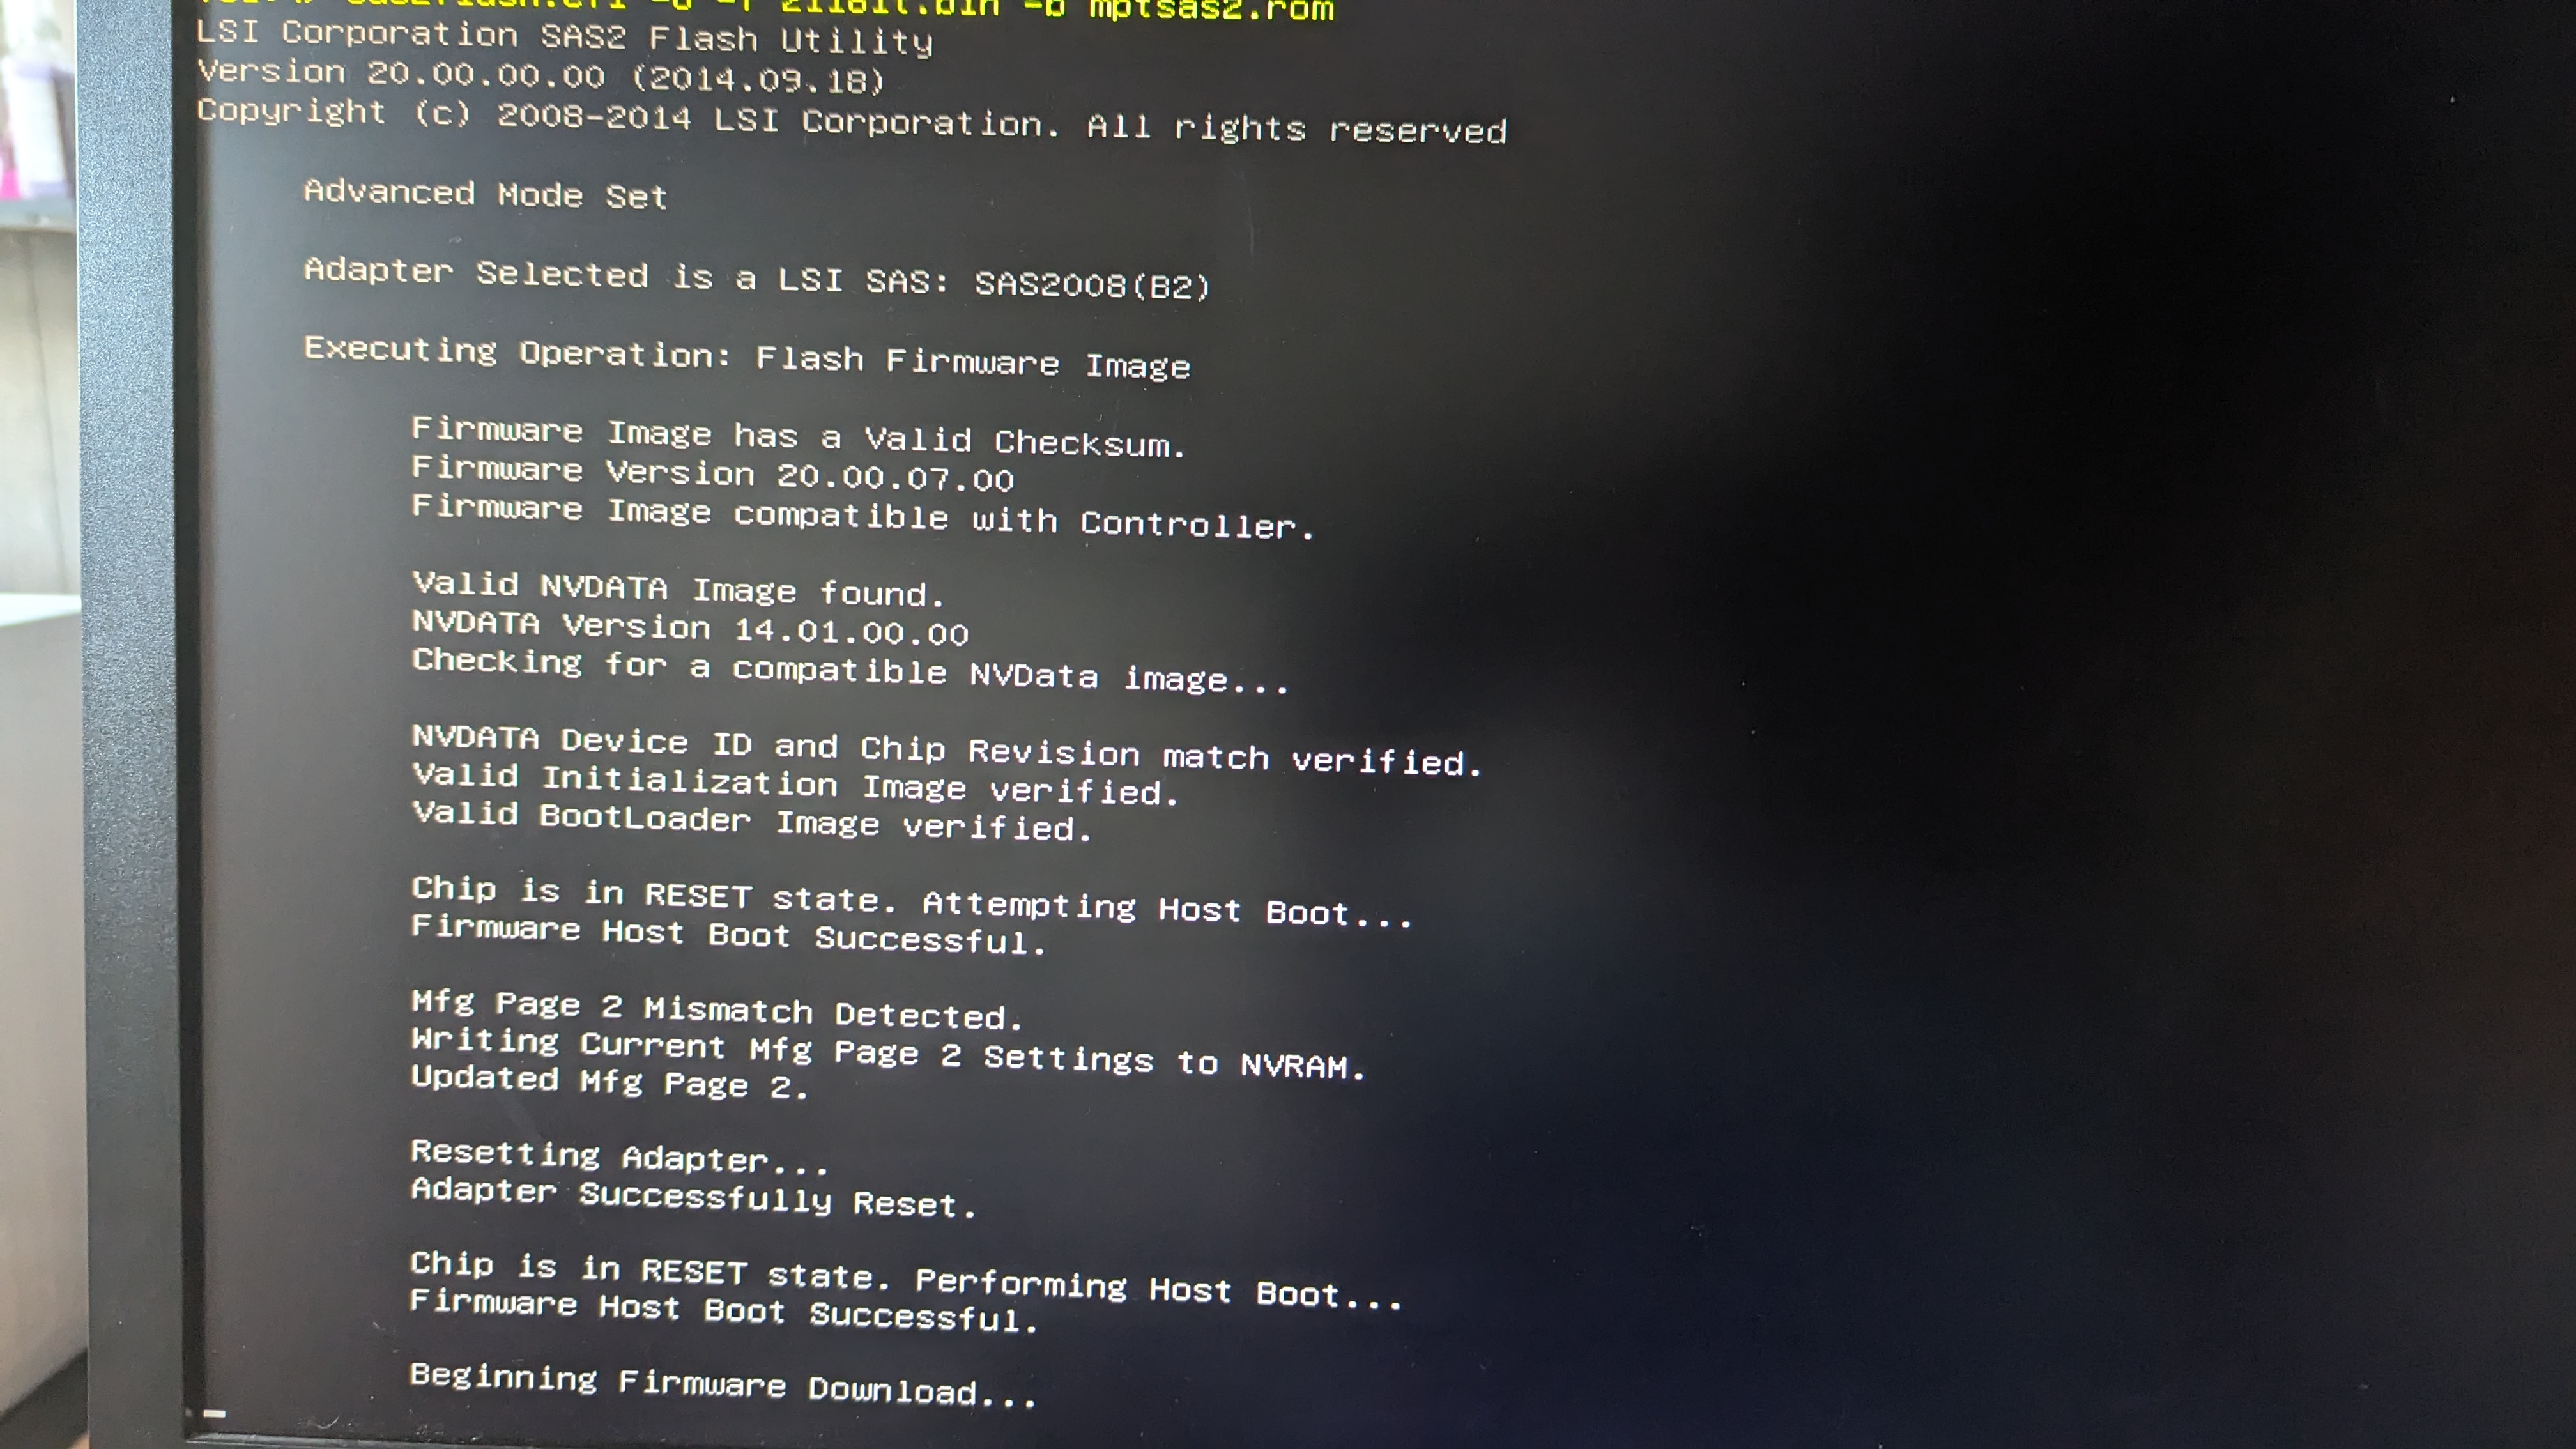 -b mptsas2.rom
LSI Corporation SAS2 Flash Utility
Version 20.00.00.00 (2014.09.18)
Copyright (c) 2008-2014 LSI Corporation. All rights reserved
Advanced Mode Set
Adapter Selected is a LSI SAS: SAS2008(B2)
Executing Operation: Flash Firmware Image
Firmware Image has a Valid Checksum.
Firmware Version 20.00.07.00
Firmware Image compatible with Controller.
Valid NVDATA Image found.
NVDATA Version 14.01.00.00
Checking for a compatible NVData image...
NVDATA Device ID and Chip Revision match verified.
Valid Initialization Image verified.
Valid BootLoader Image verified.
Chip is in RESET state. Attempting Host Boot...
Firmware Host Boot Successful.
Mfg Page 2 Mismatch Detected.
Writing Current Mfg Page 2 Settings to NVRAM.
Updated Mfg Page 2.
Resetting Adapter...
Adapter Successfully Reset.
Chip is in RESET state. Performing Host Boot...
Firmware Host Boot Successful.
Beginning Firmware Download...